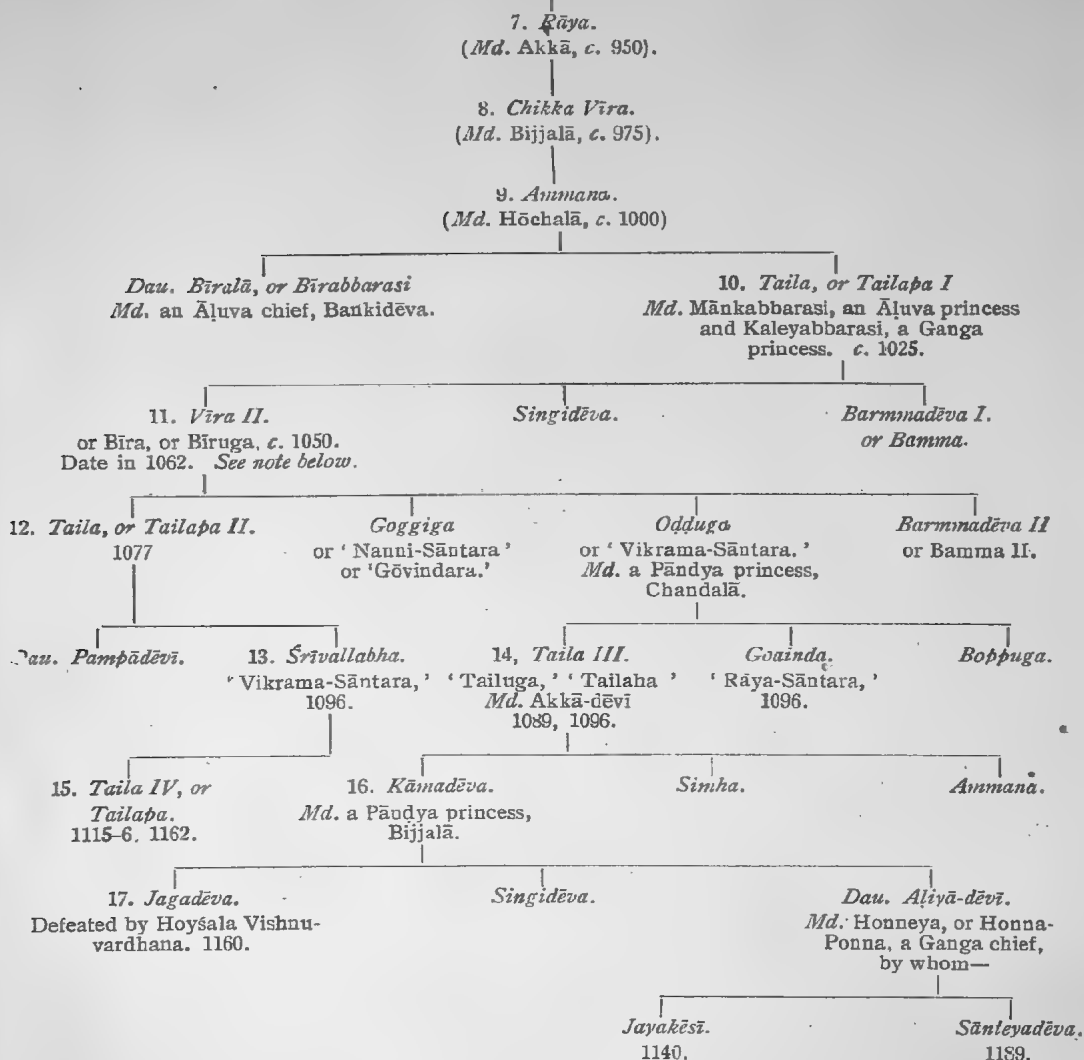 7. Rāya.
(Md. Akkā, c. 950).
8. Chikka Vīra.
(Md. Bijjalā, c. 975).
9. Ammana.
(Md. Hōchalā, c. 1000)
Dau. Bīralā, or Bīrabbarasi
Md. an Āḷuva chief, Bankidēva.
10. Taila, or Tailapa I
Md. Mānkabbarasi, an Āḷuva princess
and Kaleyabbarasi, a Ganga
princess. c. 1025.
11. Vīra II.
or Bīra, or Bīruga, c. 1050.
Date in 1062. See note below.
Singidēva.
Barmmadēva I.
or Bamma.
12. Taila, or Tailapa II.
1077
Goggiga
or ‘ Nanni-Sāntara ’
or ‘Gōvindara.’
Oḍḍuga
or ‘ Vikrama-Sāntara. ’
Md. a Pāndya princess,
Chandalā.
Barmmadēva II
or Bamma II.
Dau. Pampādēvī.
13. Śrīvallabha.
‘ Vikrama-Sāntara, ’
1096.
14, Taila III.
‘ Tailuga, ’ ‘ Tailaha ’
Md. Akkā-dēvī
1089, 1096.
Goainda.
‘ Rāya-Sāntara, ’
1096.
Boppuga.
15. Taila IV, or
Tailapa.
1115-6. 1162.
16. Kāmadēva.
Md. a Pāndya princess,
Bijjalā.
Simha.
Ammana.
17. Jagadēva.
Defeated by Hoyśala Vishnu-
vardhana. 1160.
Singidēva.
Dau. Aḷiyā-dēvī.
Md. Honneya, or Honna-
Ponna, a Ganga chief,
by whom—
Jayakēsī.
1140.
Sānteyadēva.
1189.